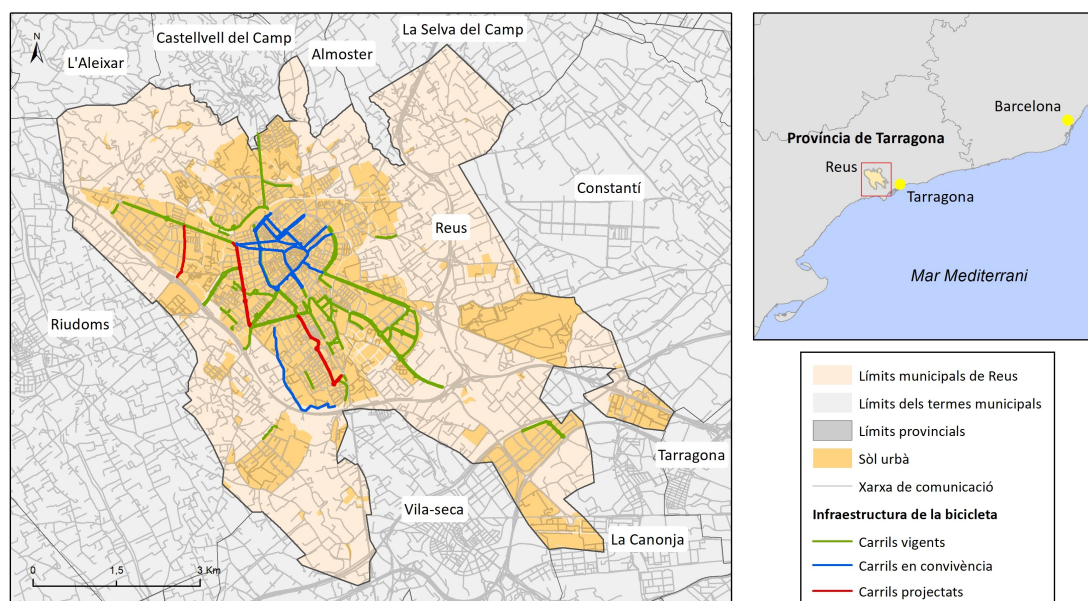 N
Castellvell del Camp
La Selva del Camp
Almoster
L'Aleixar
Constantí
Reus
Riudoms
Tarragona
Vila-seca
La Canonja
0 1,5 3 Km
Barcelona
Província de Tarragona
Reus
Tarragona
Mar Mediterrani
Límits municipals de Reus
Límits dels termes municipals
Límits provincials
Sòl urbà
Xarxa de comunicació
Infraestructura de la bicicleta
Carrils vigents
Carrils en convivència
Carrils projectats